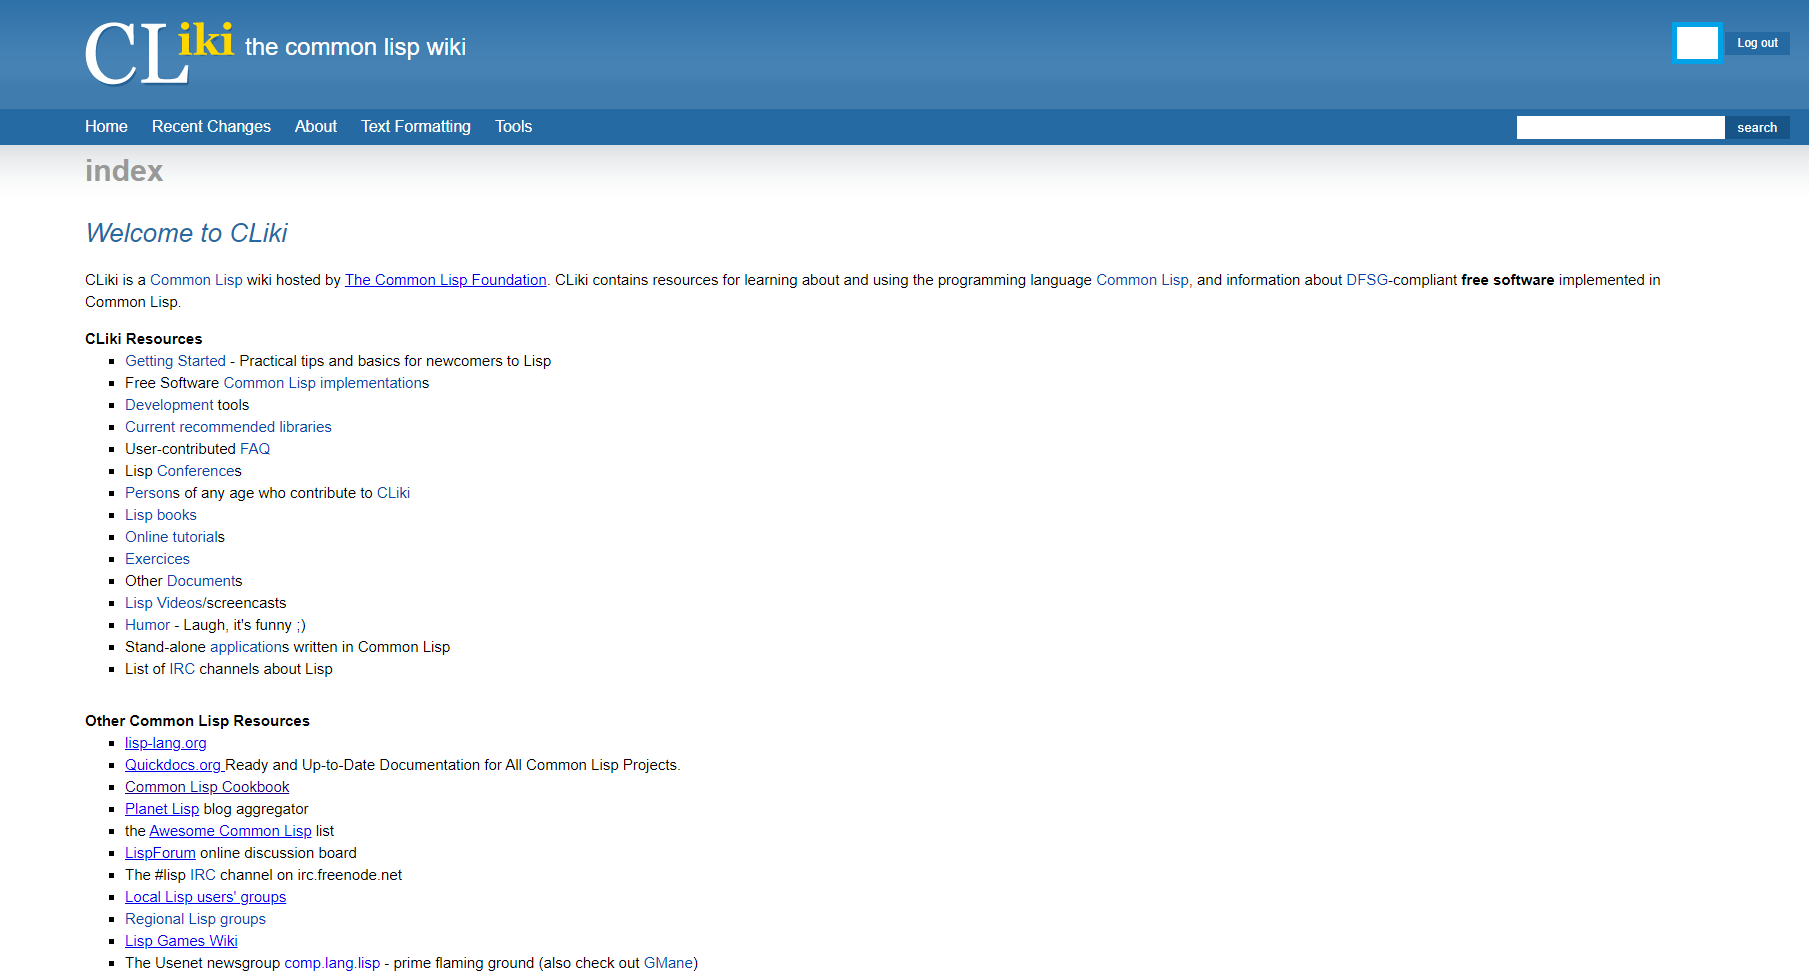 CLiki the common lisp wiki
Log out
Home Recent Changes About Text Formatting Tools
search
index
Welcome to CLiki
CLiki is a Common Lisp wiki hosted by The Common Lisp Foundation. CLiki contains resources for learning about and using the programming language Common Lisp, and information about DFSG-compliant free software implemented in
Common Lisp.
CLiki Resources
Getting Started - Practical tips and basics for newcomers to Lisp
Free Software Common Lisp implementations
Development tools
Current recommended libraries
User-contributed FAQ
Lisp Conferences
Persons of any age who contribute to CLiki
Lisp books
Online tutorials
Exercices
Other Documents
Lisp Videos/screencasts
Humor - Laugh, it's funny ;)
Stand-alone applications written in Common Lisp
List of IRC channels about Lisp
Other Common Lisp Resources
lisp-lang.org
Quickdocs.org Ready and Up-to-Date Documentation for All Common Lisp Projects.
Common Lisp Cookbook
Planet Lisp blog aggregator
the Awesome Common Lisp list
LispForum online discussion board
The #lisp IRC channel on irc.freenode.net
Local Lisp users' groups
Regional Lisp groups
Lisp Games Wiki
The Usenet newsgroup comp.lang.lisp - prime flaming ground (also check out GMane)